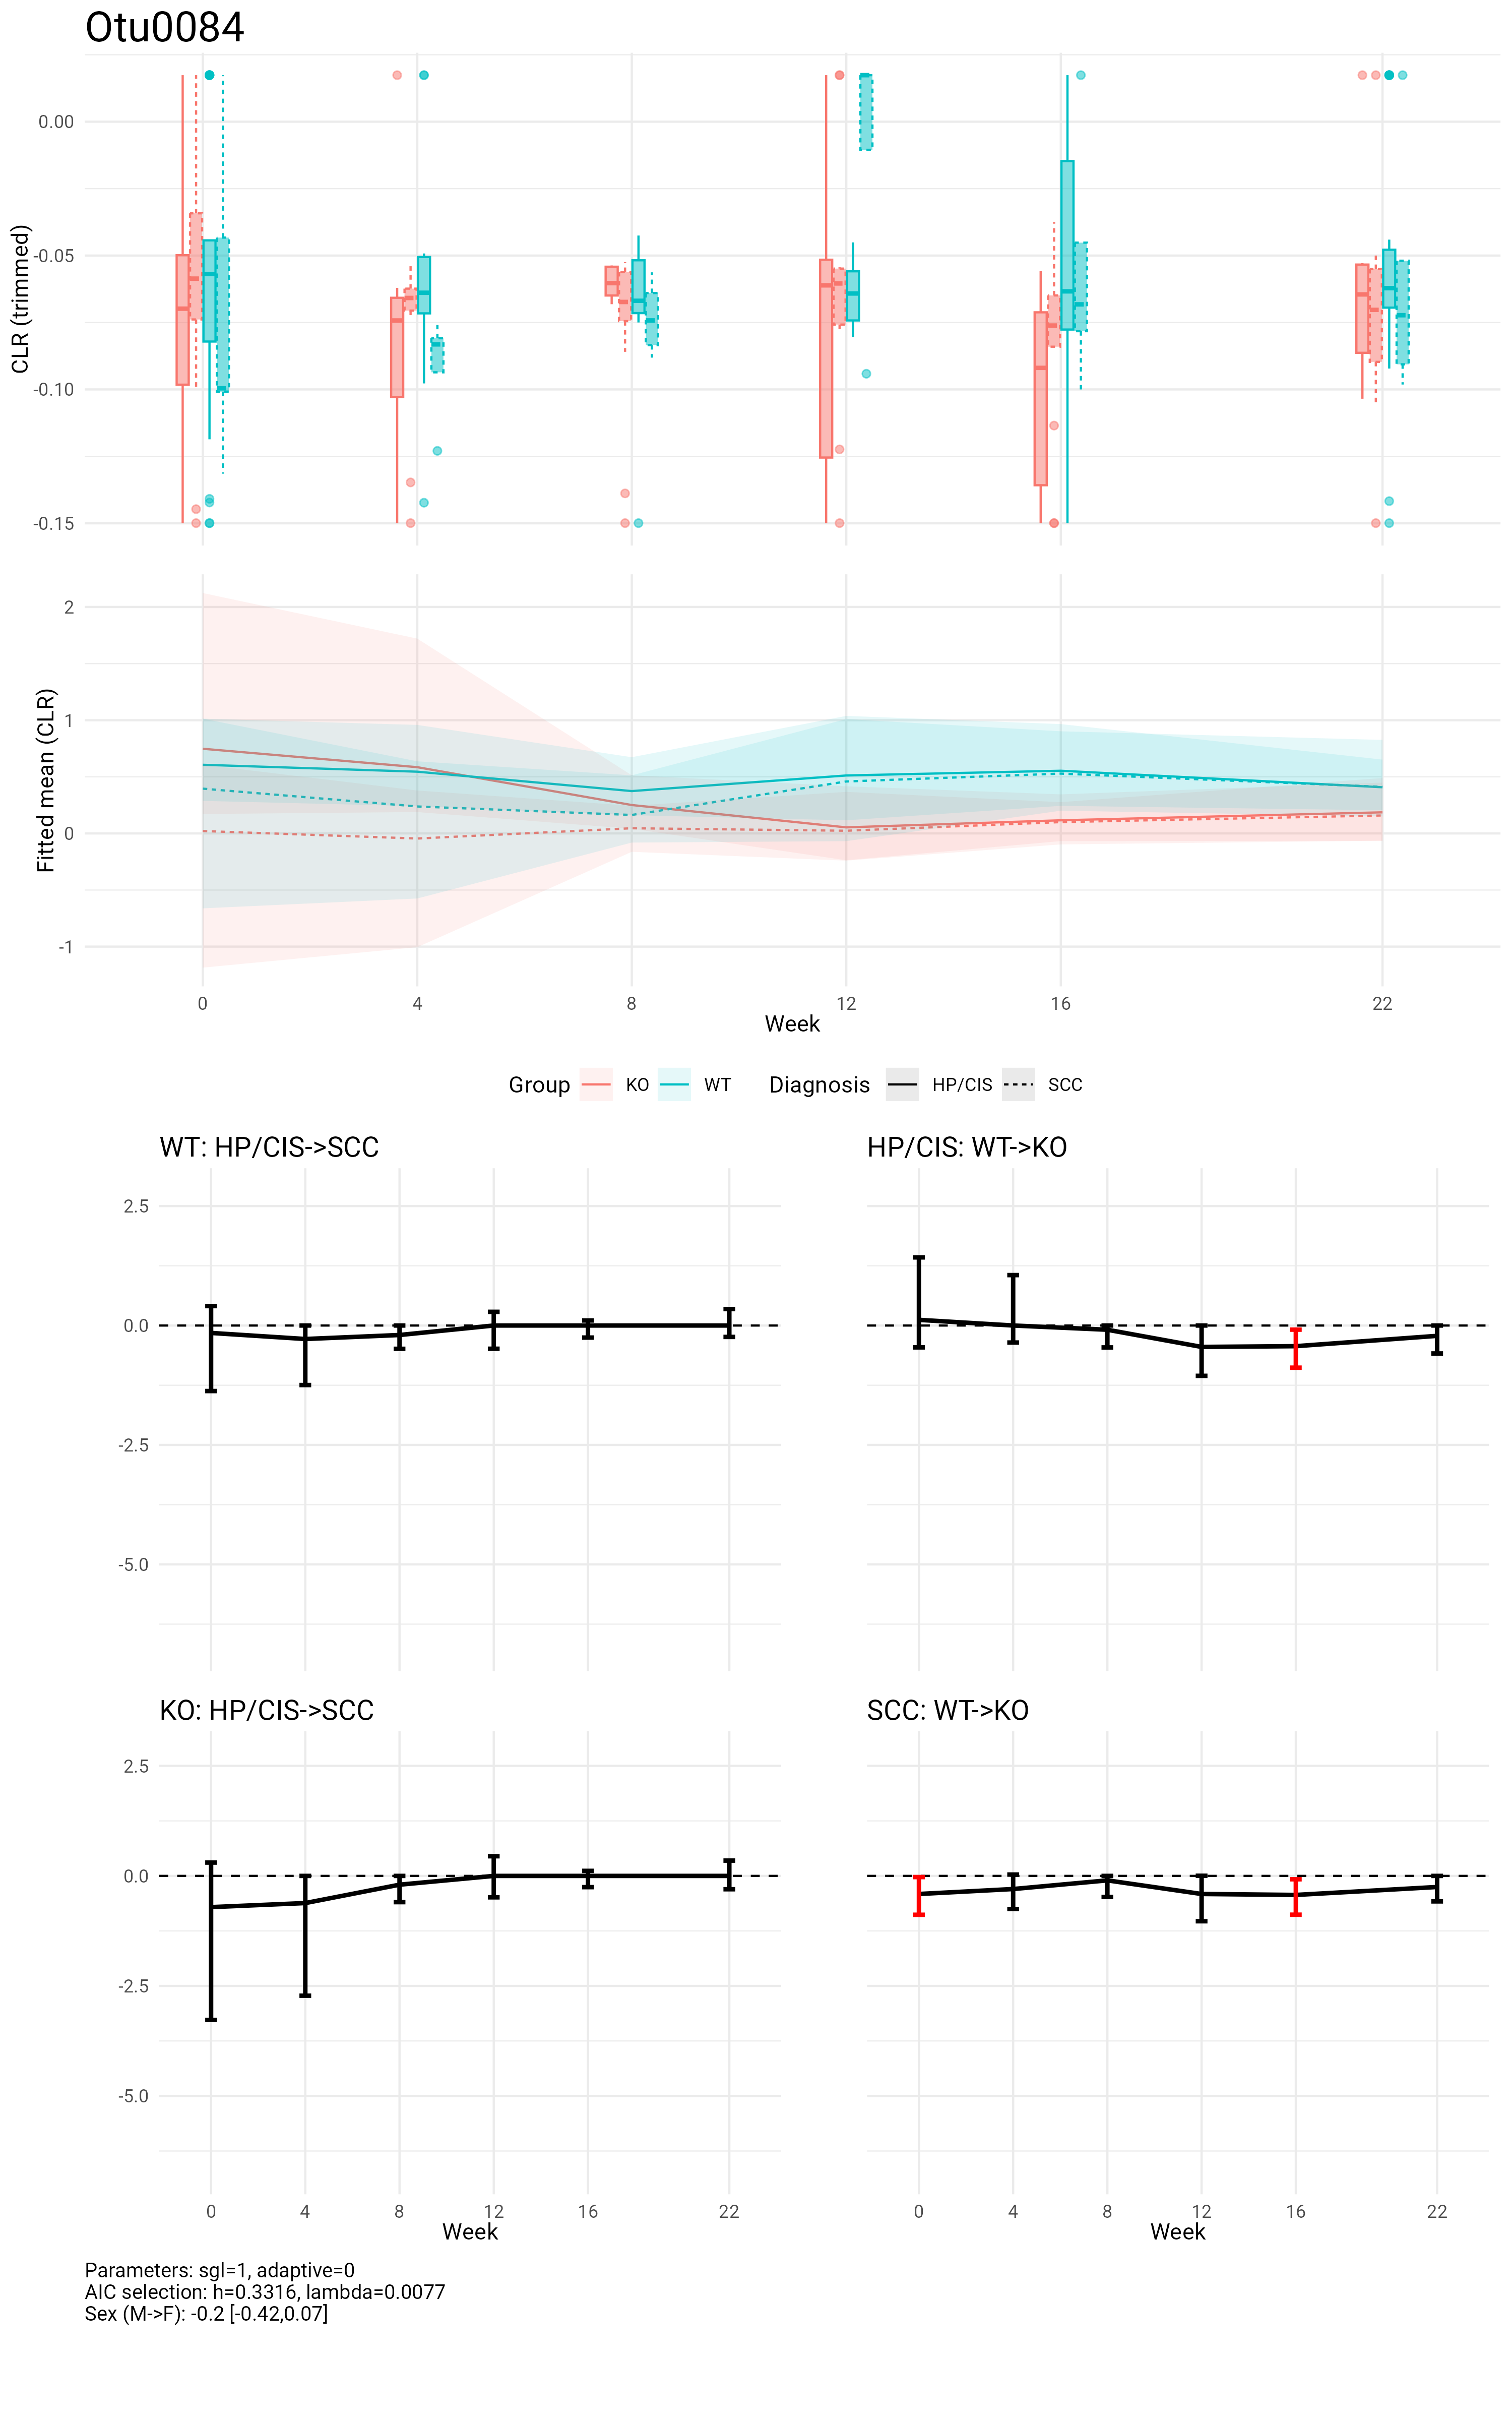 Otu0084
CLR (trimmed)
0.00
-0.05
-0.10
-0.15
Fitted mean (CLR)
2
1
0
-1
0 4 8 12 16 22
Week
Group KO WT Diagnosis HP/CIS SCC
WT: HP/CIS->SCC
2.5
0.0
-2.5
-5.0
HP/CIS: WT->KO
KO: HP/CIS->SCC
2.5
0.0
-2.5
-5.0
0 4 8 12 16 22
Week
SCC: WT->KO
0 4 8 12 16 22
Week
Parameters: sgl=1, adaptive=0
AIC selection: h=0.3316, lambda=0.0077
Sex (M->F): -0.2 [-0.42,0.07]